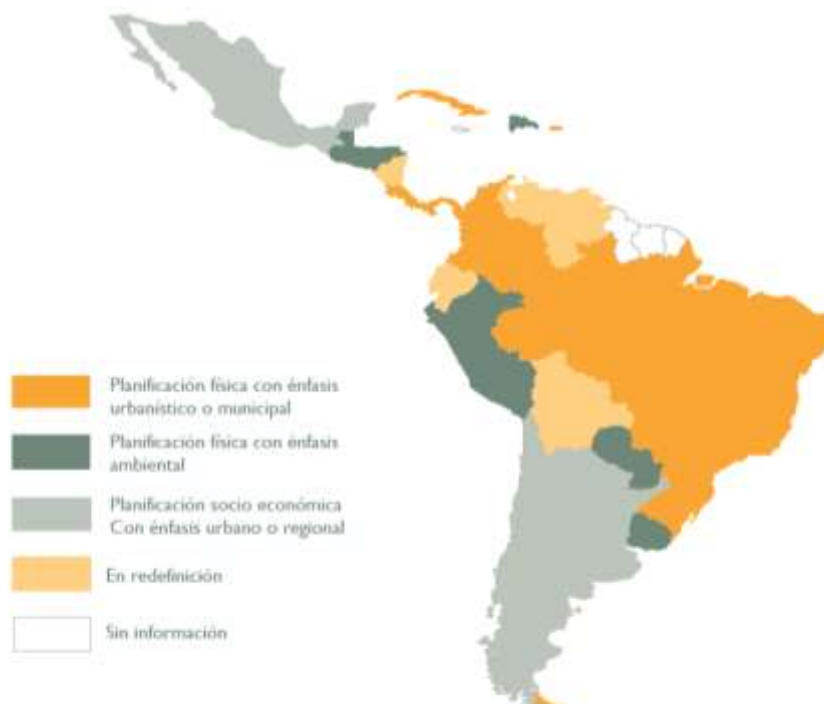 Planificación física con énfasis
urbanístico o municipal
Planificación física con énfasis
ambiental
Planificación socio económica
Con énfasis urbano o regional
En redefinición
Sin información